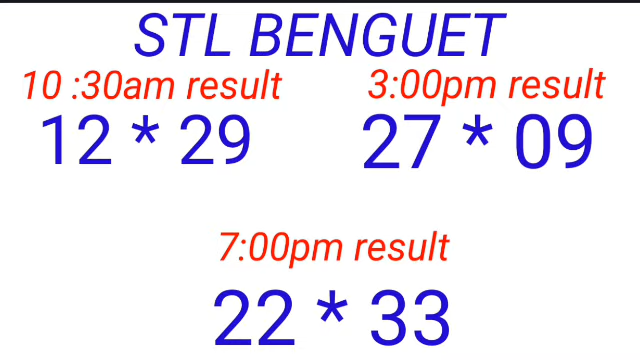 STL BENGUET
10 :30am result
3:00pm result
12 * 29
27 * 09
7:00pm result
22 * 33